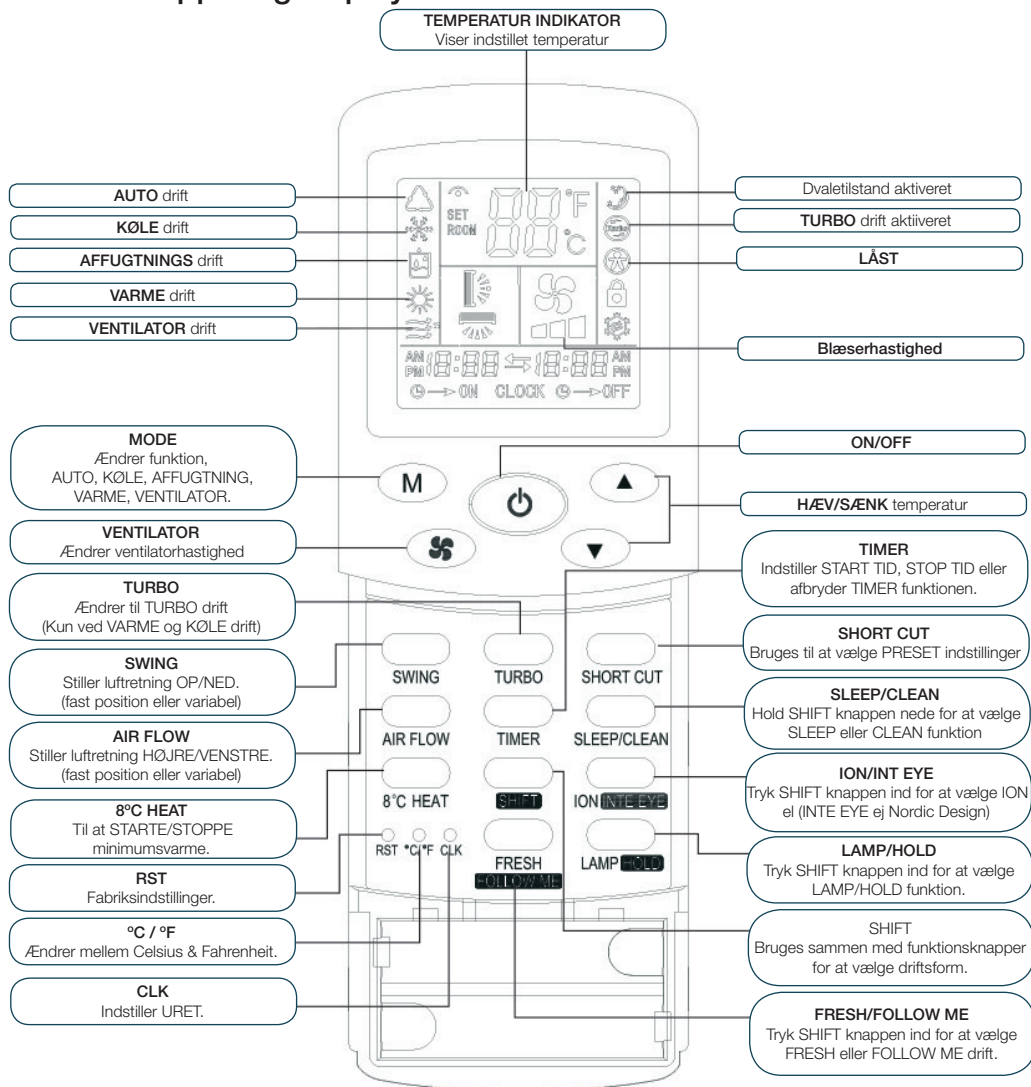 TEMPERATUR INDIKATOR
Viser indstillet temperatur
AUTO drift
KØLE drift
AFFUGTNINGS drift
VARME drift
VENTILATOR drift
SET
ROOM
88
°F
°C
Turbo
AM
PM
18:88
18:88
AM
PM
ON CLOCK OFF
Dvaletilstand aktiveret
TURBO drift aktiiveret
LÅST
Blæserhastighed
MODE
Ændrer funktion,
AUTO, KØLE, AFFUGTNING,
VARME, VENTILATOR.
VENTILATOR
Ændrer ventilatorhastighed
TURBO
Ændrer til TURBO drift
(Kun ved VARME og KØLE drift)
SWING
Stiller luftretning OP/NED.
(fast position eller variabel)
AIR FLOW
Stiller luftretning HØJRE/VENSTRE.
(fast position eller variabel)
8°C HEAT
Til at STARTE/STOPPE
minimumsvarme.
RST
Fabriksindstillinger.
ºC / ºF
Ændrer mellem Celsius & Fahrenheit.
CLK
Indstiller URET.
M
SWING TURBO SHORT CUT
AIR FLOW TIMER SLEEP/CLEAN
8°C HEAT SHIFT ION INTE EYE
RST °C/°F CLK
FRESH LAMP HOLD
FOLLOW ME
ON/OFF
HÆV/SÆNK temperatur
TIMER
Indstiller START TID, STOP TID eller
afbryder TIMER funktionen.
SHORT CUT
Bruges til at vælge PRESET indstillinger
SLEEP/CLEAN
Hold SHIFT knappen nede for at vælge
SLEEP eller CLEAN funktion
ION/INT EYE
Tryk SHIFT knappen ind for at vælge ION
el (INTE EYE ej Nordic Design)
LAMP/HOLD
Tryk SHIFT knappen ind for at vælge
LAMP/HOLD funktion.
SHIFT
Bruges sammen med funktionsknapper
for at vælge driftsform.
FRESH/FOLLOW ME
Tryk SHIFT knappen ind for at vælge
FRESH eller FOLLOW ME drift.